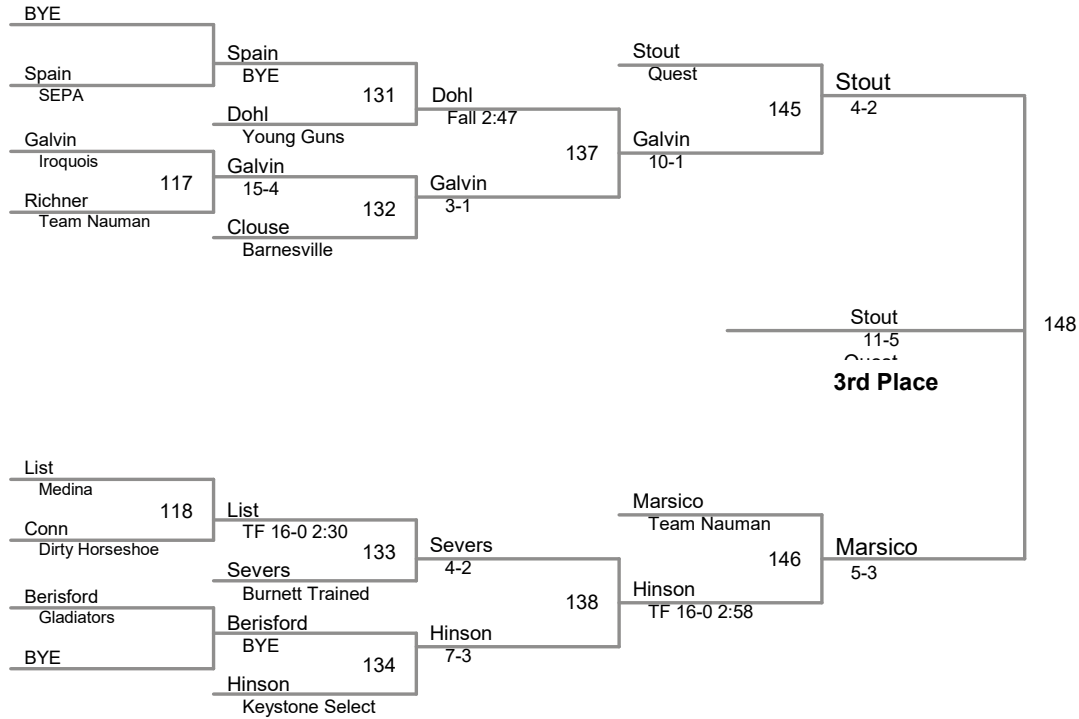 BYE
Spain
SEPA
Galvin
Iroquois
117
Richner
Team Nauman
Spain
BYE
131
Dohl
Young Guns
Galvin
15-4
132
Clouse
Barnesville
Dohl
Fall 2:47
137
Galvin
3-1
Stout
Quest
145
Galvin
10-1
Stout
4-2
Stout
11-5
148
3rd Place
List
Medina
118
Conn
Dirty Horseshoe
Berisford
Gladiators
BYE
List
TF 16-0 2:30
133
Severs
Burnett Trained
Berisford
BYE
134
Hinson
Keystone Select
Severs
4-2
138
Hinson
7-3
Marsico
Team Nauman
146
Hinson
TF 16-0 2:58
Marsico
5-3